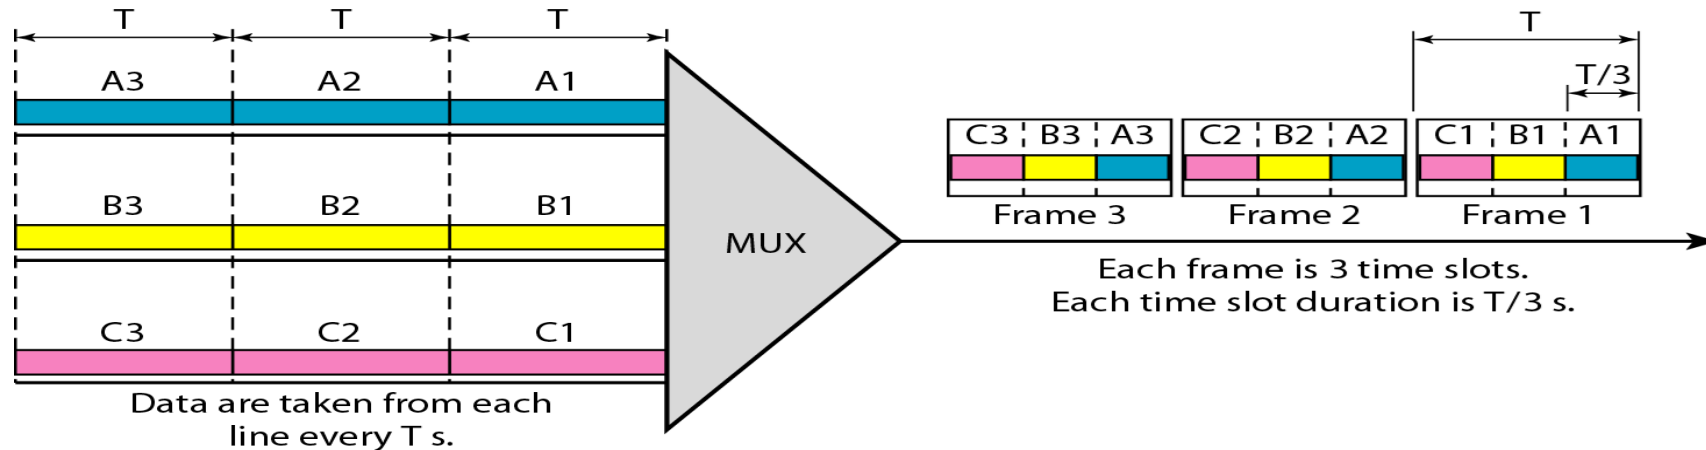 T T T
A3 A2 A1
B3 B2 B1
C3 C2 C1
Data are taken from each
line every T s.
MUX
T
T/3
C3 B3 A3 C2 B2 A2 C1 B1 A1
Frame 3 Frame 2 Frame 1
Each frame is 3 time slots.
Each time slot duration is T/3 s.